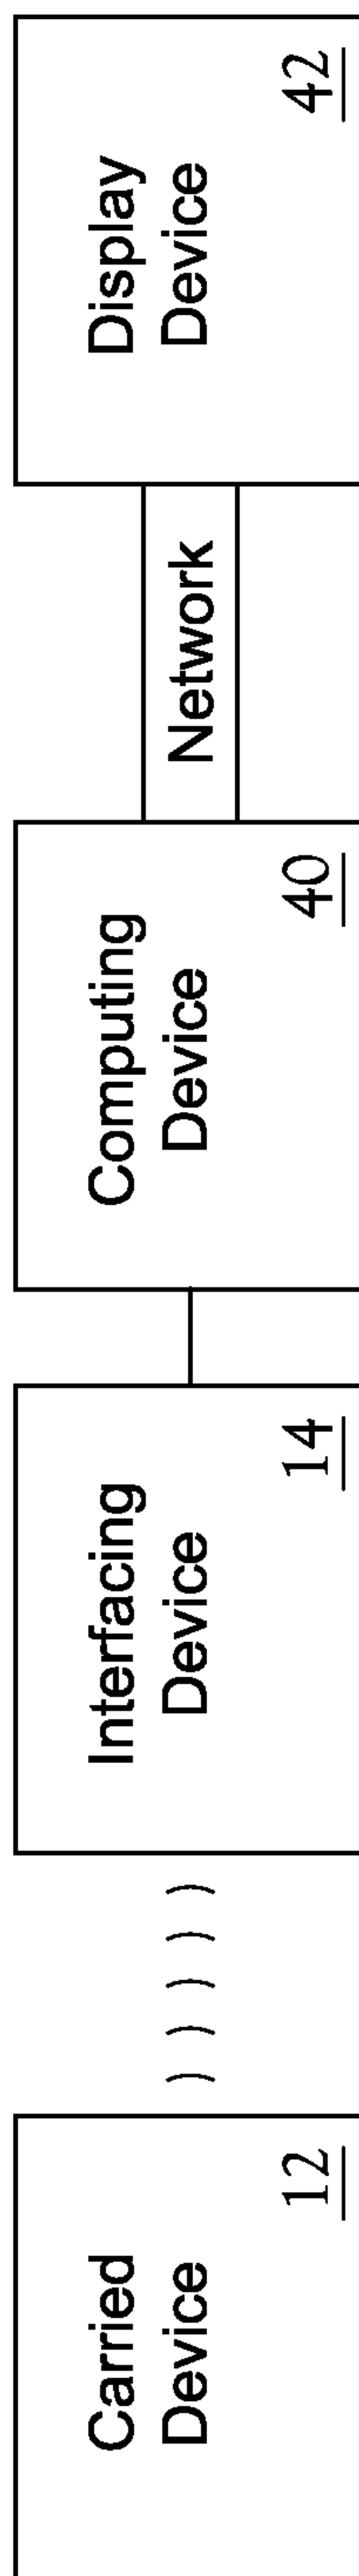 Carried
Device
12
Interfacing
Device
14
Computing
Device
40
Network
Display
Device
42